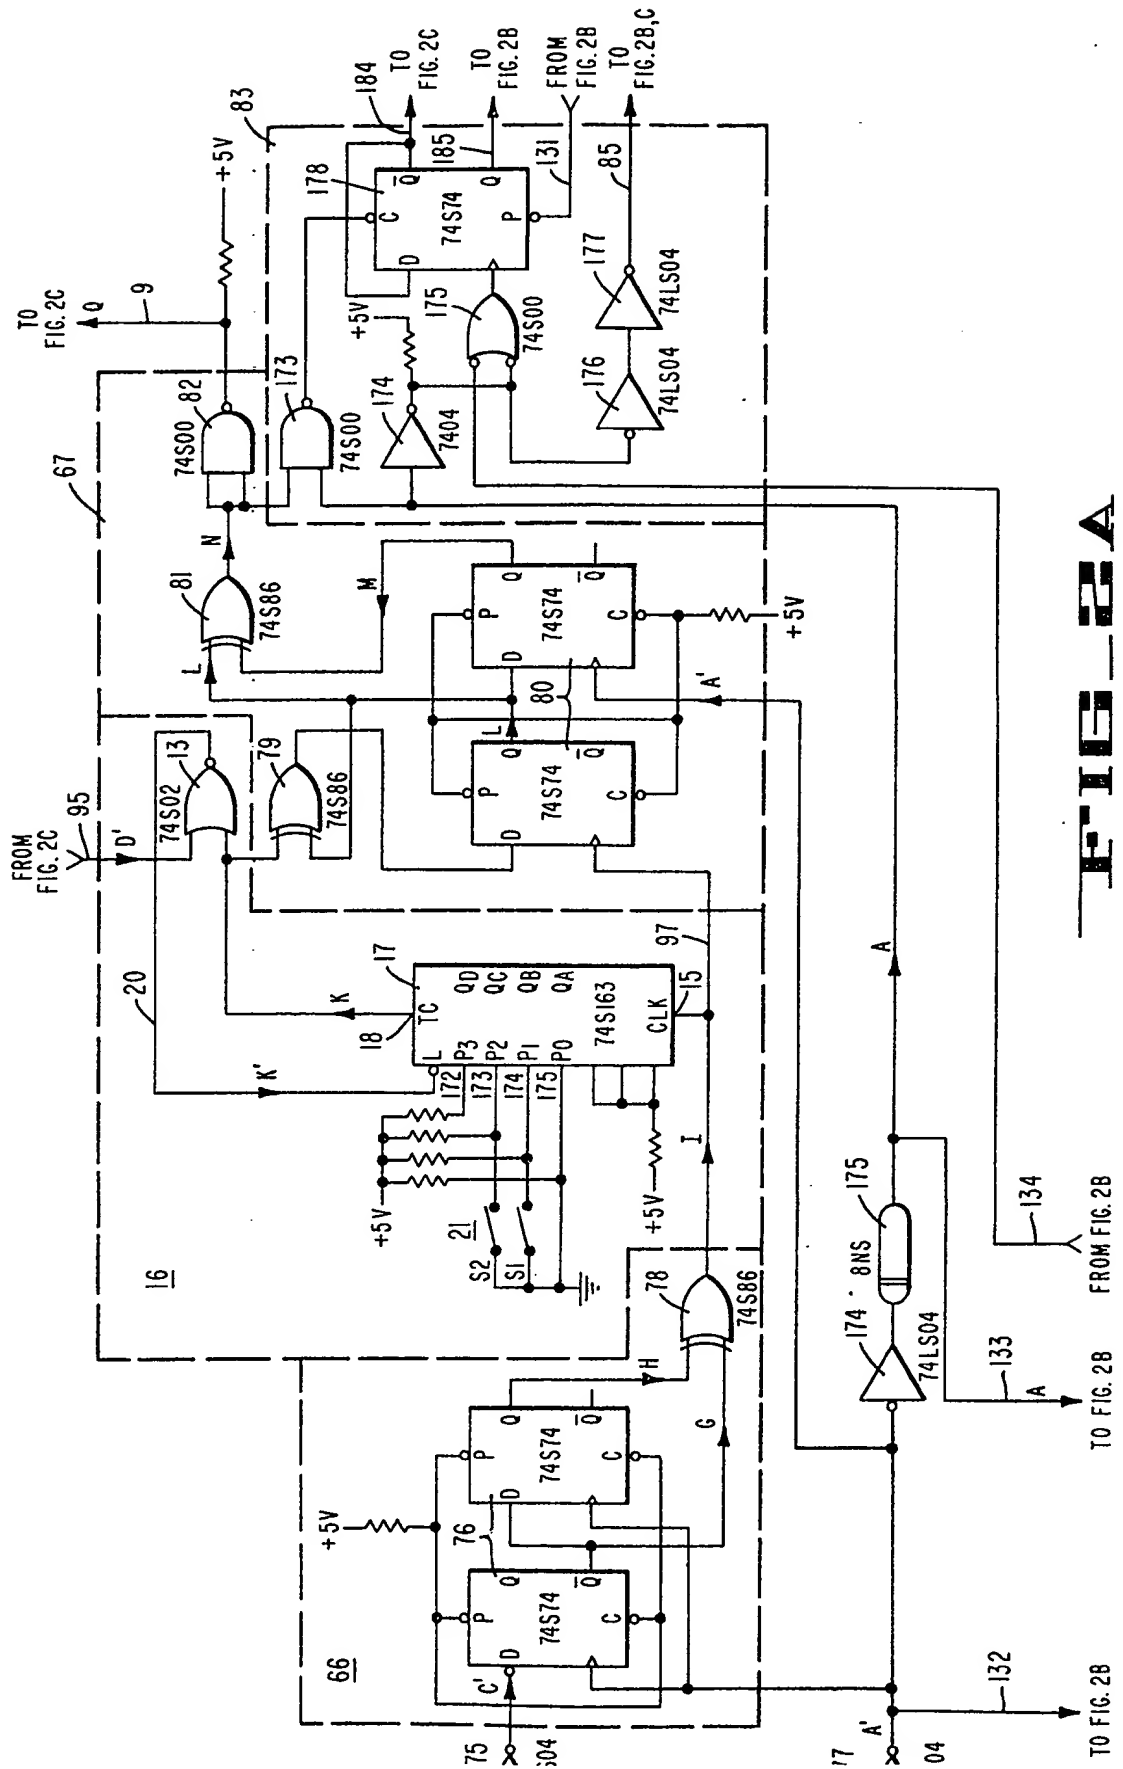 TO
FIG. 2C
Q
9
+5V
83
184
TO
FIG. 2C
TO
FIG. 2B
FROM
FIG. 2B
TO
FIG. 2B,C
67
82
74S00
173
74S00
178
C
Q
D
74S74
Q
P
185
131
85
+5V
174
7404
175
74S00
177
74LS04
176
74LS04
N
81
74S86
L
M
P
Q
D
74S74
Q
C
+5V
80
A'
L
P
Q
D
74S74
Q
C
FROM
FIG. 2C
95
D'
13
74S02
79
74S86
20
K'
K
18
17
TC
L
P3
P2
P1
P0
QD
QC
QB
QA
74S163
CLK
15
97
172
173
174
175
+5V
21
S2
S1
+5V
I
16
78
74S86
H
G
+5V
76
P
Q
D
74S74
Q
C
P
Q
D
74S74
Q
C
66
C'
75
S04
A
175
8NS
174
74LS04
134
FROM FIG. 2B
133
A
TO FIG. 2B
132
TO FIG. 2B
A'
77
04
FIG_2A